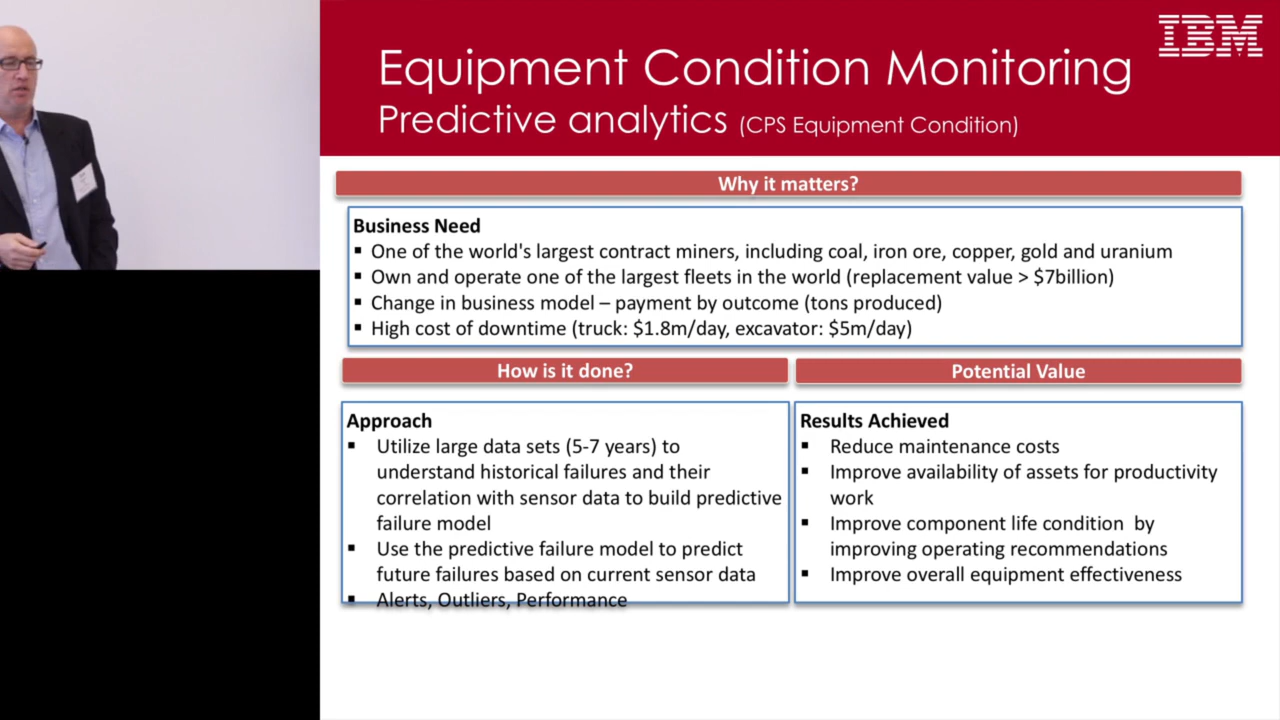 IBM
Equipment Condition Monitoring
Predictive analytics (CPS Equipment Condition)
Why it matters?
Business Need
▪ One of the world's largest contract miners, including coal, iron ore, copper, gold and uranium
▪ Own and operate one of the largest fleets in the world (replacement value > $7billion)
▪ Change in business model – payment by outcome (tons produced)
▪ High cost of downtime (truck: $1.8m/day, excavator: $5m/day)
How is it done?
Approach
▪ Utilize large data sets (5-7 years) to
understand historical failures and their
correlation with sensor data to build predictive
failure model
▪ Use the predictive failure model to predict
future failures based on current sensor data
▪ Alerts, Outliers, Performance
Potential Value
Results Achieved
▪ Reduce maintenance costs
▪ Improve availability of assets for productivity
work
▪ Improve component life condition by
improving operating recommendations
▪ Improve overall equipment effectiveness